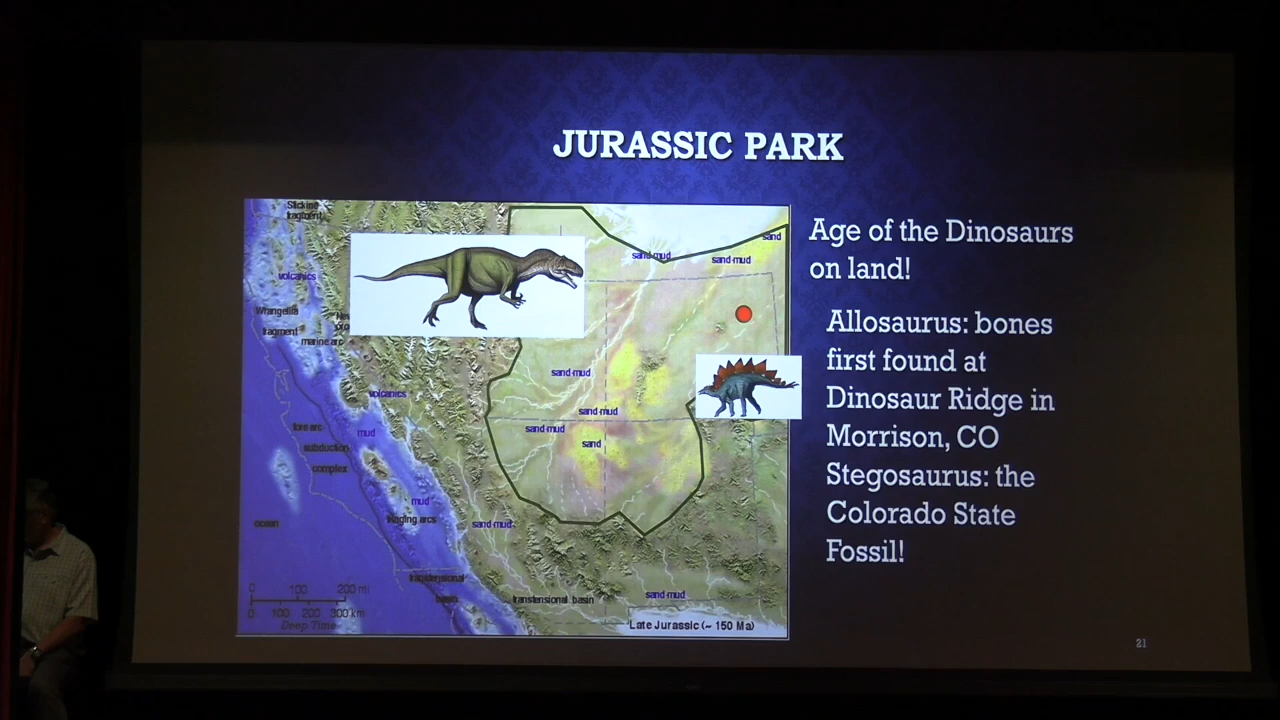 JURASSIC PARK
Age of the Dinosaurs
on land!
Allosaurus: bones
first found at
Dinosaur Ridge in
Morrison, CO
Stegosaurus: the
Colorado State
Fossil!
Stickine
fragment
sand
sand-mud
sand-mud
volcanics
Wrangellia
fragment
marine arc
sand-mud
volcanics
sand-mud
fore arc
mud
sand-mud
sand
subduction
complex
mud
fringing arcs
ocean
sand-mud
transtensional
basin
transtensional basin
sand-mud
0 100 200 mi
0 100 200 300 km
Deep Time
Late Jurassic (~ 150 Ma)
21